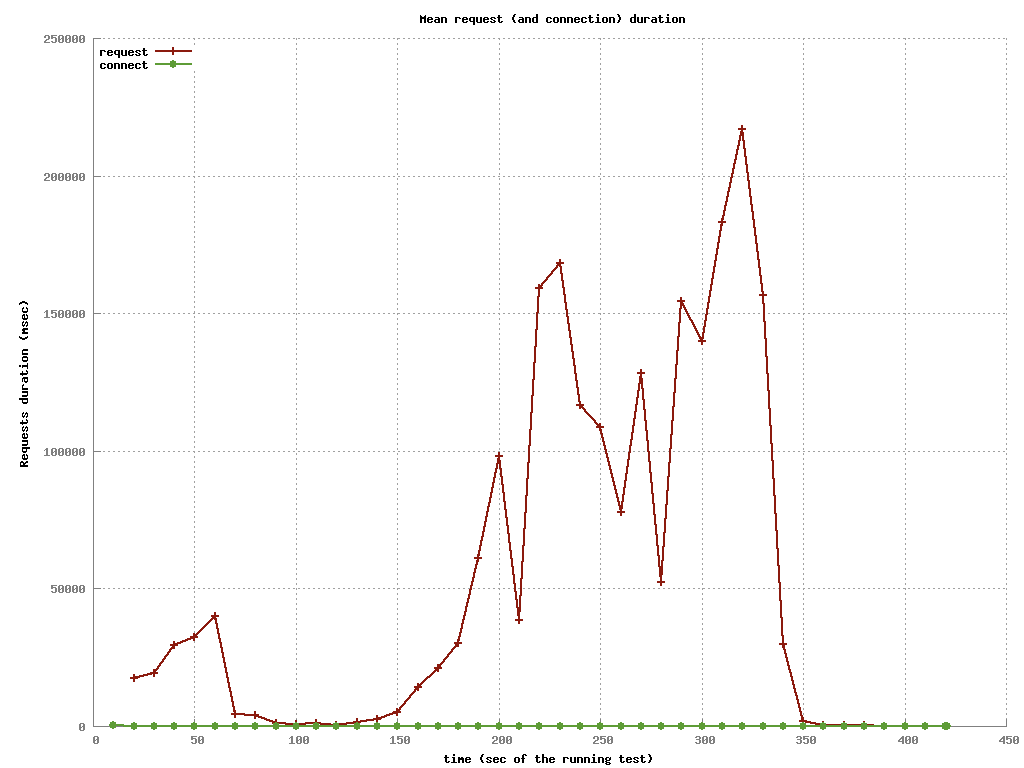 Mean request (and connection) duration
request
connect
250000
200000
150000
100000
50000
0
Requests duration (msec)
0 50 100 150 200 250 300 350 400 450
time (sec of the running test)